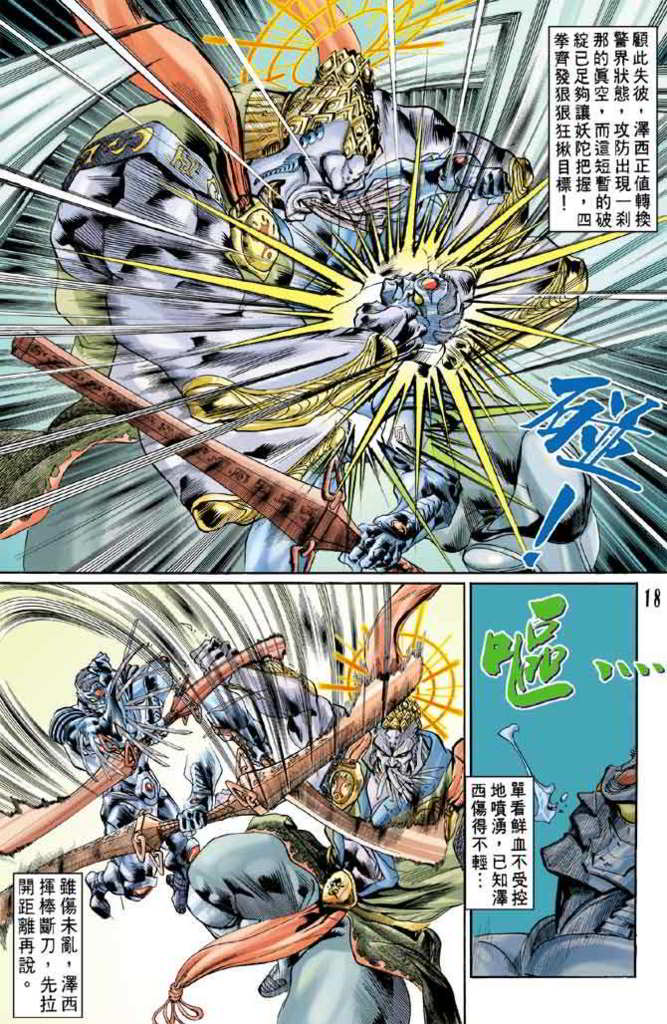 顧此失彼，澤西正值轉換
警界狀態，攻防出現一刹
那的眞空，而這短暫的破
綻已足夠讓妖陀把握，四
拳齊發狠狠狂揪目標！
蹬！
18
嘔……
單看鮮血不受控
地噴湧，已知澤
西傷得不輕…
雖傷未亂，澤西
揮棒斷刀，先拉
開距離再說。